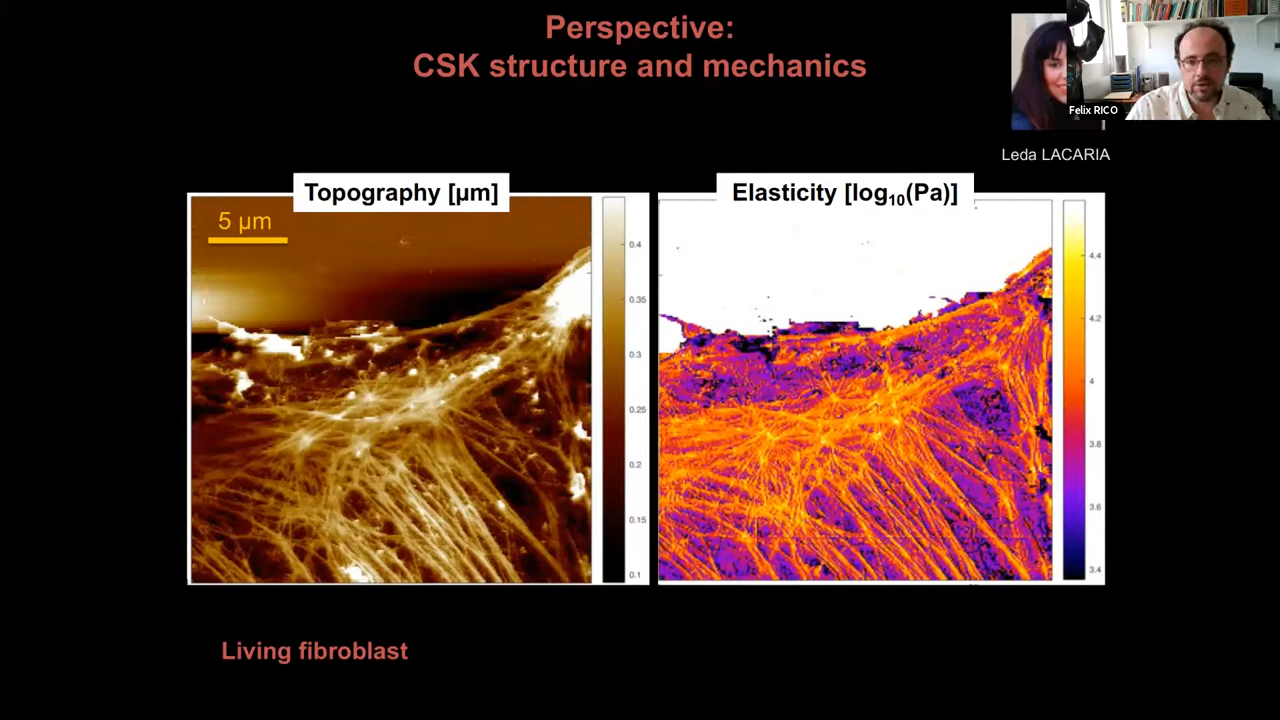 Perspective:
CSK structure and mechanics
Felix RICO
Leda LACARIA
Topography [µm]
Elasticity [log10(Pa)]
5 µm
0.4
0.35
0.3
0.25
0.2
0.15
0.1
4.4
4.2
4
3.8
3.6
3.4
Living fibroblast